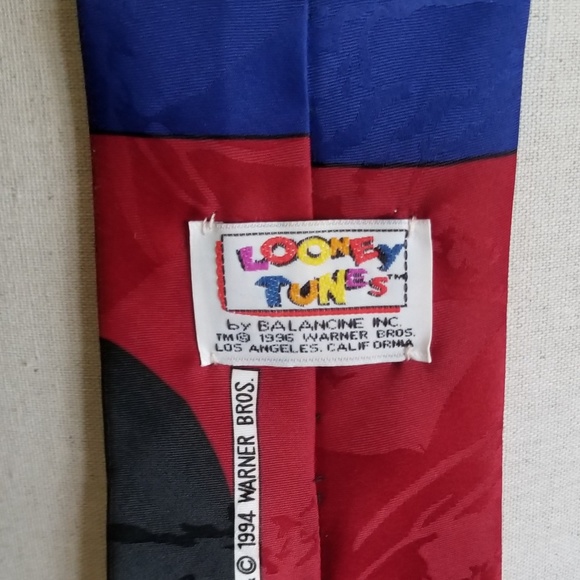 LOONEY
TUNES™
by BALANCINE INC.
TM © 1996 WARNER BROS.
LOS ANGELES, CALIFORNIA
© 1994 WARNER BROS.